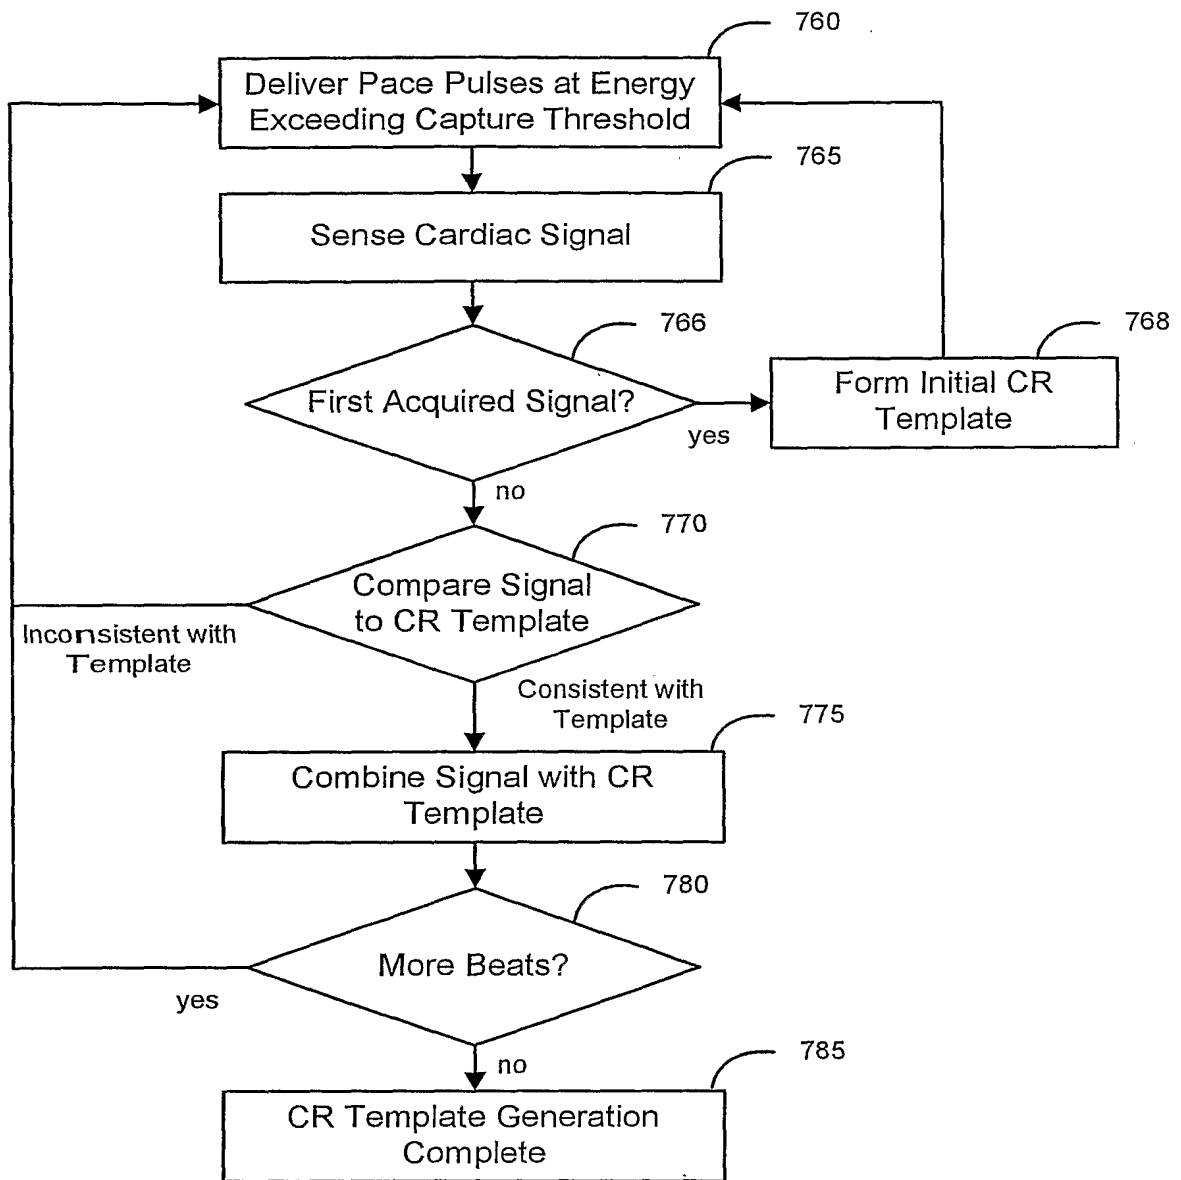 760
Deliver Pace Pulses at Energy
Exceeding Capture Threshold
765
Sense Cardiac Signal
766
768
First Acquired Signal?
Form Initial CR
Template
yes
no
770
Compare Signal
to CR Template
Inconsistent with
Template
Consistent with
Template
775
Combine Signal with CR
Template
780
More Beats?
yes
no
785
CR Template Generation
Complete